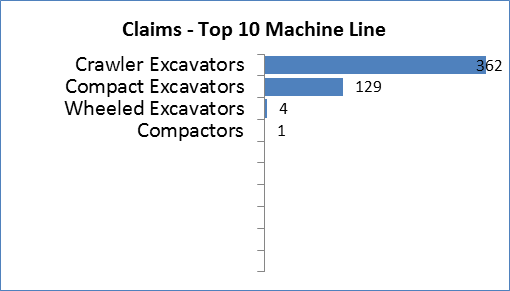 Claims - Top 10 Machine Line
Crawler Excavators 362
Compact Excavators 129
Wheeled Excavators 4
Compactors 1